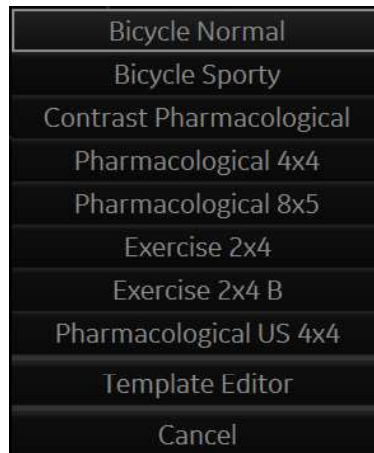 Bicycle Normal
Bicycle Sporty
Contrast Pharmacological
Pharmacological 4x4
Pharmacological 8x5
Exercise 2x4
Exercise 2x4 B
Pharmacological US 4x4
Template Editor
Cancel